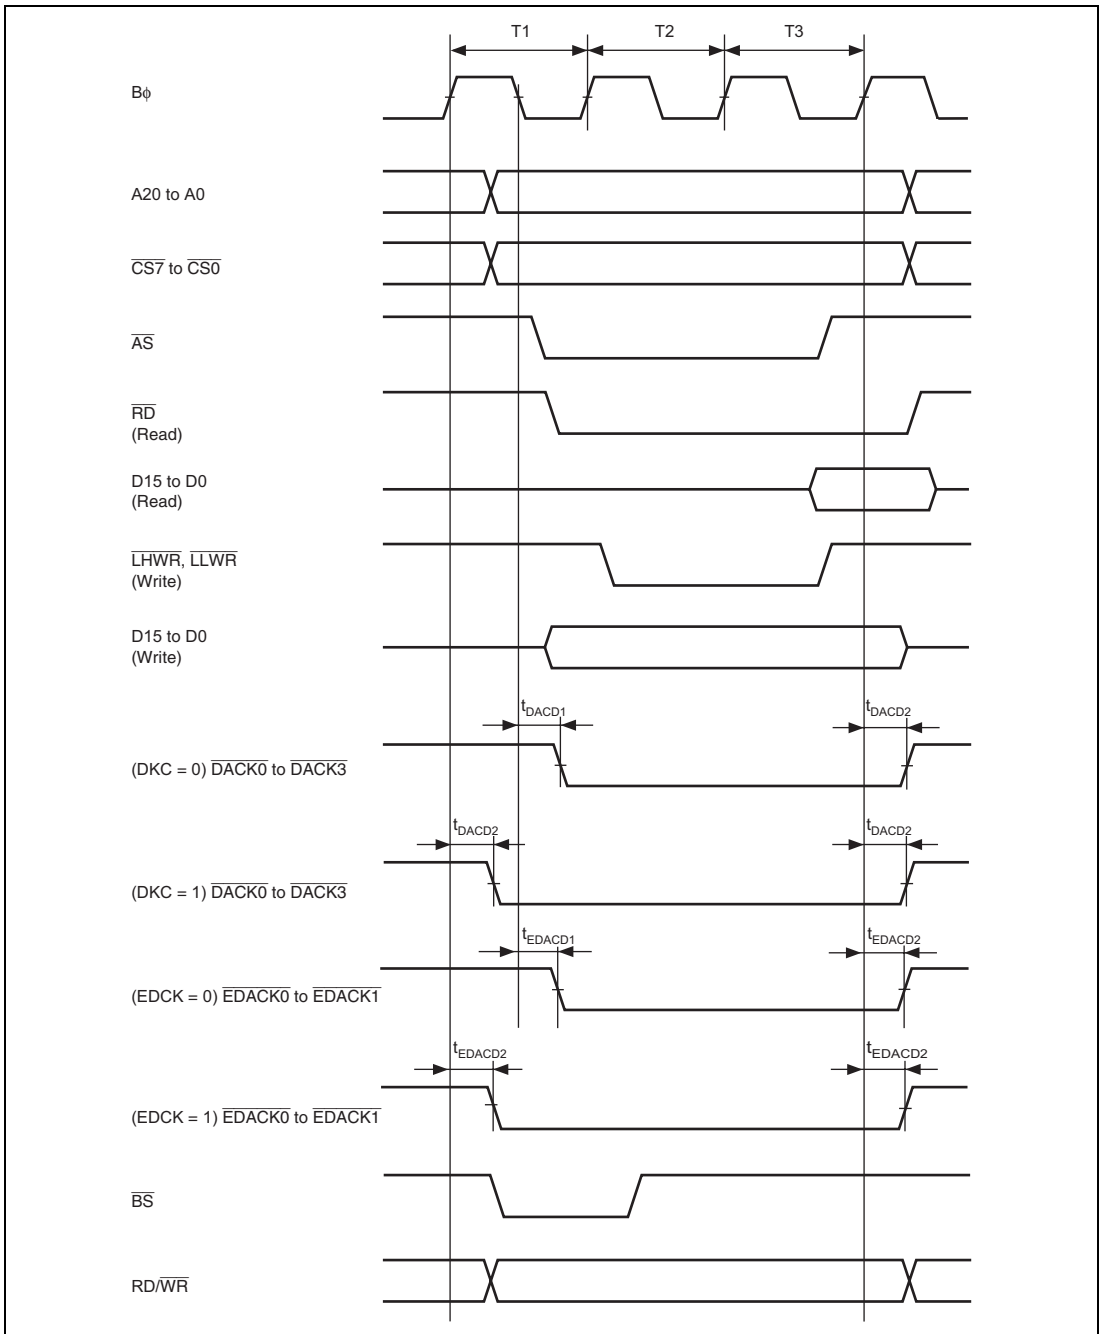 T1 T2 T3
Bϕ
A20 to A0
CS7 to CS0
AS
RD
(Read)
D15 to D0
(Read)
LHWR, LLWR
(Write)
D15 to D0
(Write)
tDACD1 tDACD2
(DKC = 0) DACK0 to DACK3
tDACD2 tDACD2
(DKC = 1) DACK0 to DACK3
tEDACD1 tEDACD2
(EDCK = 0) EDACK0 to EDACK1
tEDACD2 tEDACD2
(EDCK = 1) EDACK0 to EDACK1
BS
RD/WR